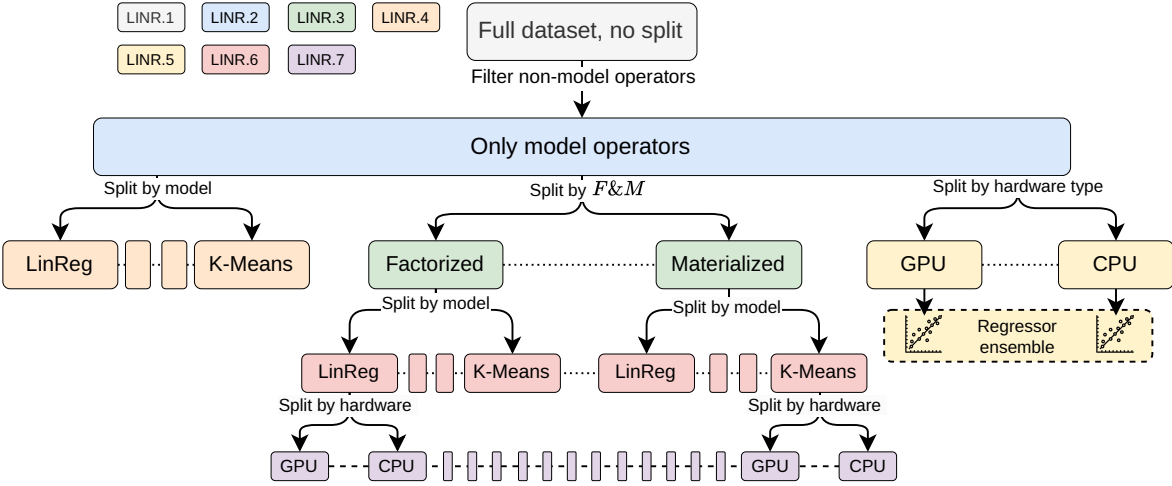 LINR.1 LINR.2 LINR.3 LINR.4
LINR.5 LINR.6 LINR.7
Full dataset, no split
Filter non-model operators
Only model operators
Split by model
Split by F&M
Split by hardware type
LinReg
K-Means
Factorized
Materialized
GPU
CPU
Split by model
Split by model
Regressor
ensemble
LinReg
K-Means
LinReg
K-Means
Split by hardware
Split by hardware
GPU
CPU
GPU
CPU